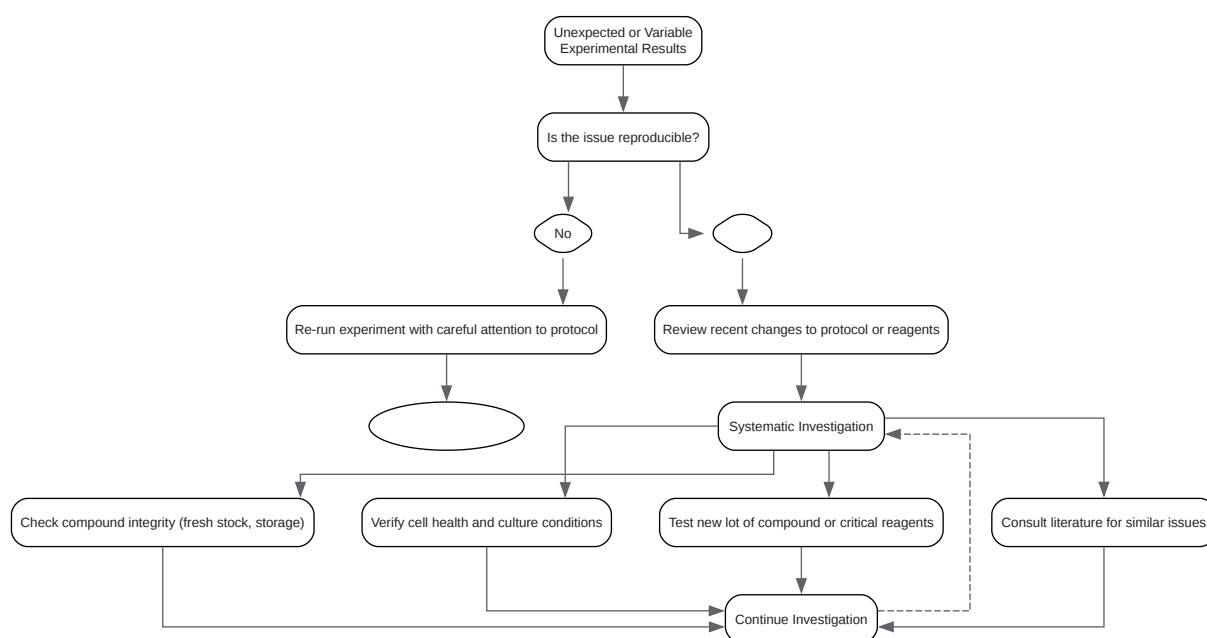 Unexpected or Variable
Experimental Results
Is the issue reproducible?
No
Re-run experiment with careful attention to protocol
Review recent changes to protocol or reagents
Systematic Investigation
Check compound integrity (fresh stock, storage)
Verify cell health and culture conditions
Test new lot of compound or critical reagents
Consult literature for similar issues
Continue Investigation